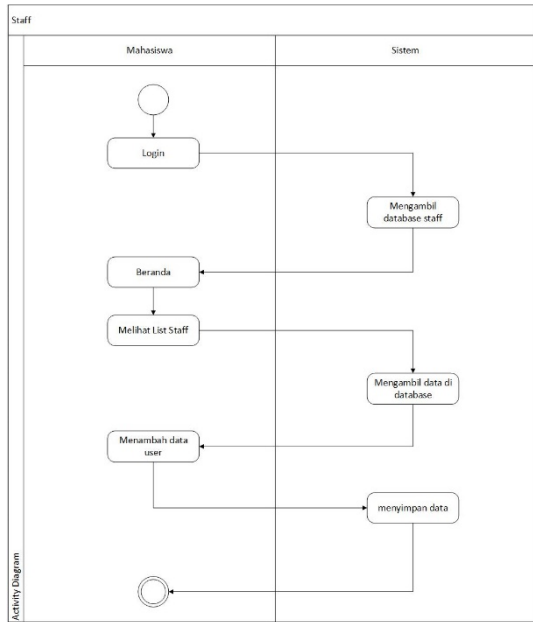 Staff
Mahasiswa
Sistem
Login
Mengambil
database staff
Beranda
Melihat List Staff
Mengambil data di
database
Menambah data
user
menyimpan data
Activity Diagram